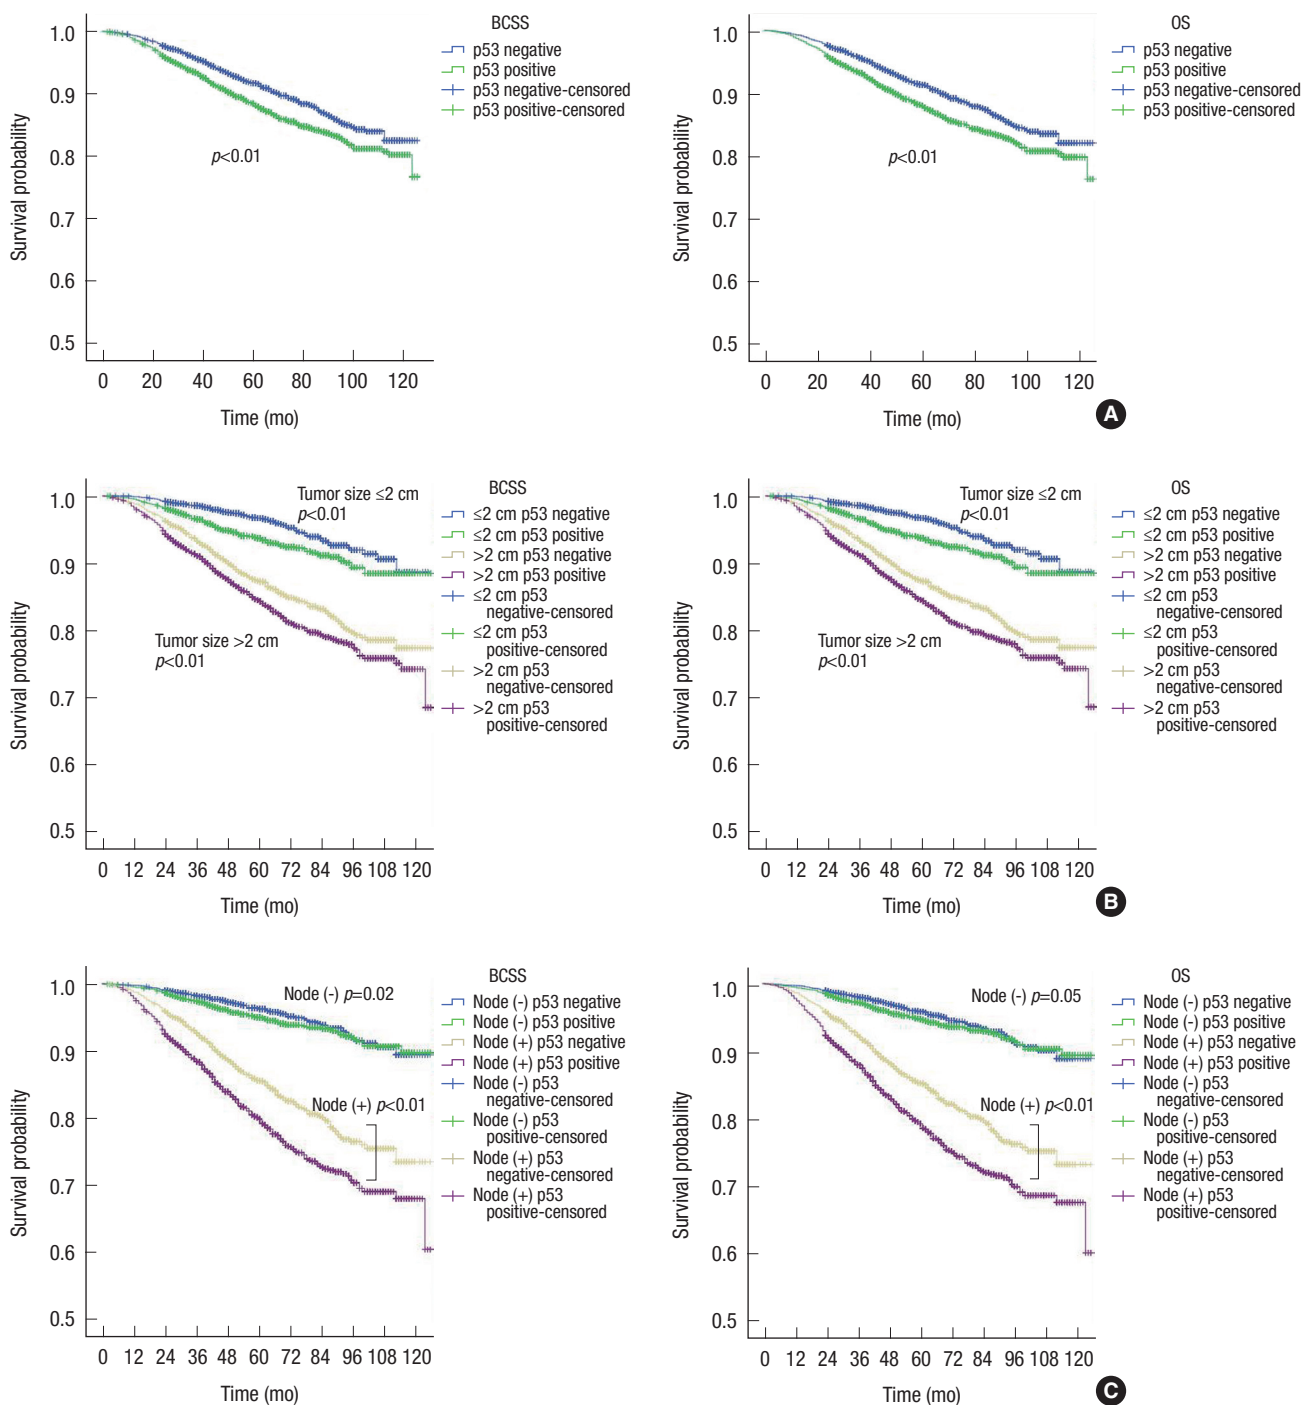 BCSS
p53 negative
p53 positive
p53 negative-censored
p53 positive-censored
1.0
0.9
0.8
0.7
0.6
0.5
Survival probability
p<0.01
0 20 40 60 80 100 120
Time (mo)
OS
p53 negative
p53 positive
p53 negative-censored
p53 positive-censored
1.0
0.9
0.8
0.7
0.6
0.5
Survival probability
p<0.01
0 20 40 60 80 100 120
Time (mo)
A
BCSS
≤2 cm p53 negative
≤2 cm p53 positive
>2 cm p53 negative
>2 cm p53 positive
≤2 cm p53
negative-censored
≤2 cm p53
positive-censored
>2 cm p53
negative-censored
>2 cm p53
positive-censored
Tumor size ≤2 cm
p<0.01
Tumor size >2 cm
p<0.01
1.0
0.9
0.8
0.7
0.6
0.5
Survival probability
0 12 24 36 48 60 72 84 96 108 120
Time (mo)
OS
≤2 cm p53 negative
≤2 cm p53 positive
>2 cm p53 negative
>2 cm p53 positive
≤2 cm p53
negative-censored
≤2 cm p53
positive-censored
>2 cm p53
negative-censored
>2 cm p53
positive-censored
Tumor size ≤2 cm
p<0.01
Tumor size >2 cm
p<0.01
1.0
0.9
0.8
0.7
0.6
0.5
Survival probability
0 12 24 36 48 60 72 84 96 108 120
Time (mo)
B
BCSS
Node (-) p53 negative
Node (-) p53 positive
Node (+) p53 negative
Node (+) p53 positive
Node (-) p53
negative-censored
Node (-) p53
positive-censored
Node (+) p53
negative-censored
Node (+) p53
positive-censored
Node (-) p=0.02
Node (+) p<0.01
1.0
0.9
0.8
0.7
0.6
0.5
Survival probability
0 12 24 36 48 60 72 84 96 108 120
Time (mo)
OS
Node (-) p53 negative
Node (-) p53 positive
Node (+) p53 negative
Node (+) p53 positive
Node (-) p53
negative-censored
Node (-) p53
positive-censored
Node (+) p53
negative-censored
Node (+) p53
positive-censored
Node (-) p=0.05
Node (+) p<0.01
1.0
0.9
0.8
0.7
0.6
0.5
Survival probability
0 12 24 36 48 60 72 84 96 108 120
Time (mo)
C